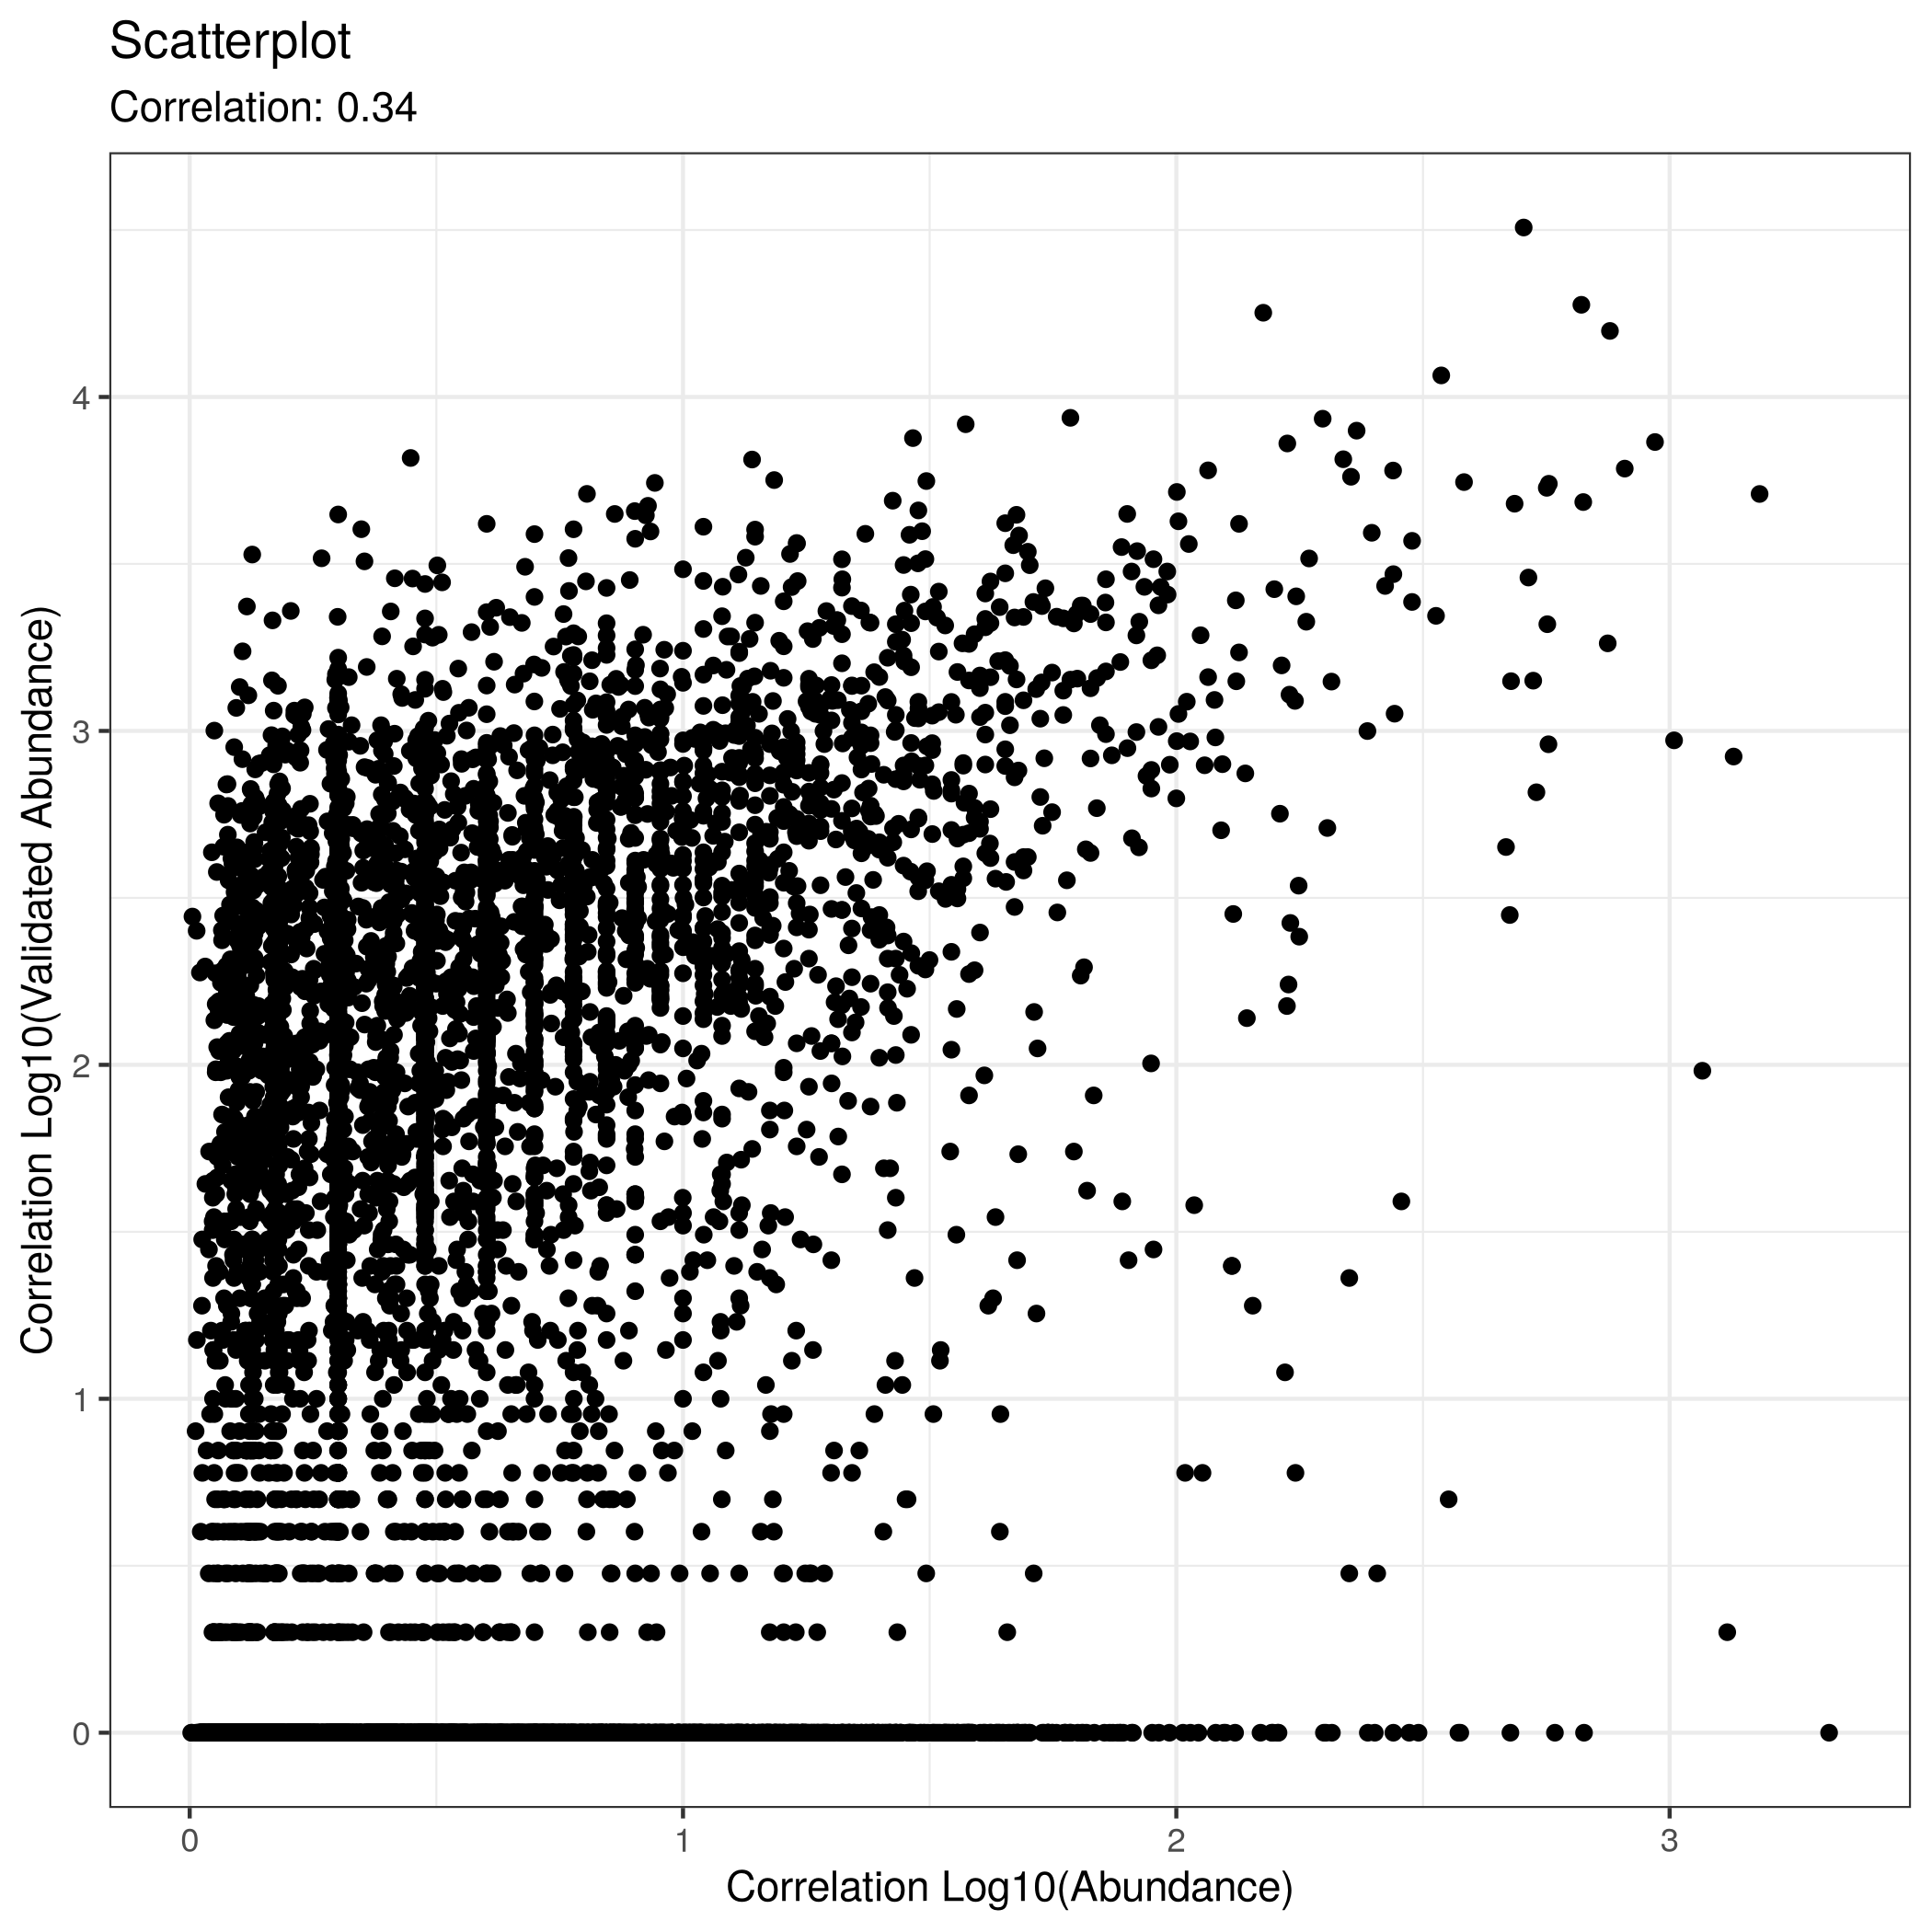 Scatterplot
Correlation: 0.34
Correlation Log10(Validated Abundance)
4
3
2
1
0
0 1 2 3
Correlation Log10(Abundance)